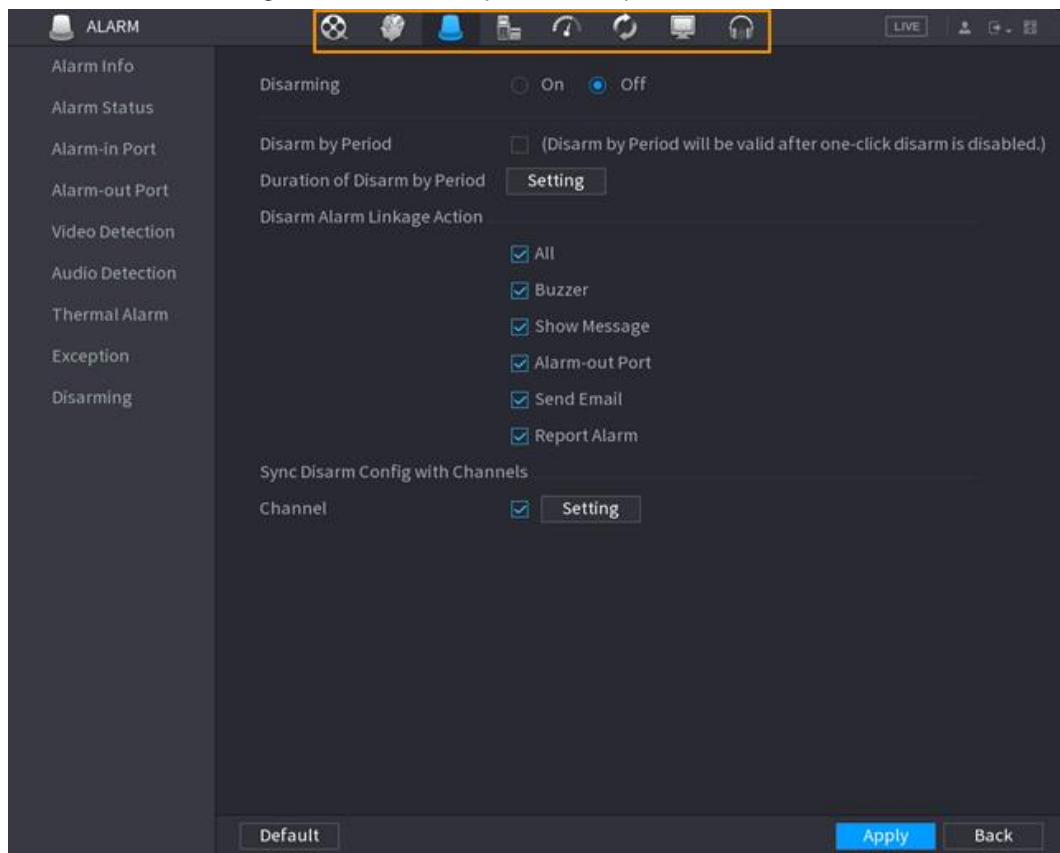 ALARM
LIVE
Alarm Info
Alarm Status
Alarm-in Port
Alarm-out Port
Video Detection
Audio Detection
Thermal Alarm
Exception
Disarming
Disarming On Off
Disarm by Period (Disarm by Period will be valid after one-click disarm is disabled.)
Duration of Disarm by Period Setting
Disarm Alarm Linkage Action
All
Buzzer
Show Message
Alarm-out Port
Send Email
Report Alarm
Sync Disarm Config with Channels
Channel Setting
Default Apply Back